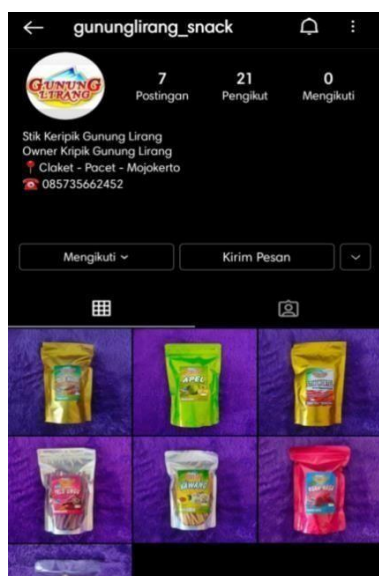 gununglirang_snack
GUNUNG
LIRANG
7
Postingan
21
Pengikut
0
Mengikuti
Stik Keripik Gunung Lirang
Owner Kripik Gunung Lirang
Claket - Pacet - Mojokerto
085735662452
Mengikuti
Kirim Pesan
APEL
BAWANG